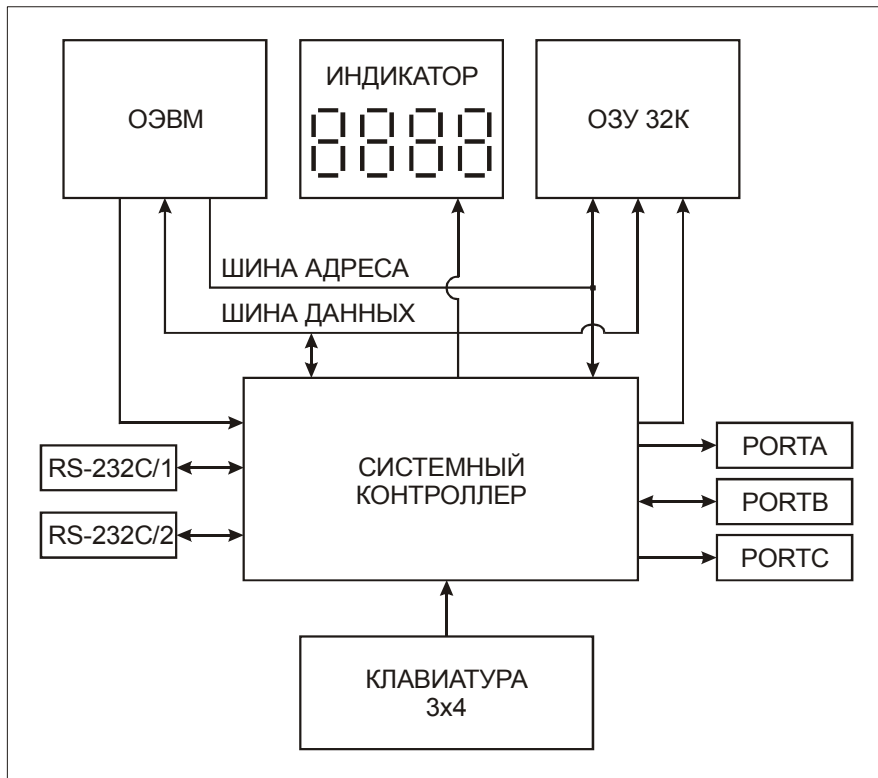 ОЭВМ
ИНДИКАТОР
ОЗУ 32К
ШИНА АДРЕСА
ШИНА ДАННЫХ
RS-232C/1
RS-232C/2
СИСТЕМНЫЙ
КОНТРОЛЛЕР
PORTA
PORTB
PORTC
КЛАВИАТУРА
3x4